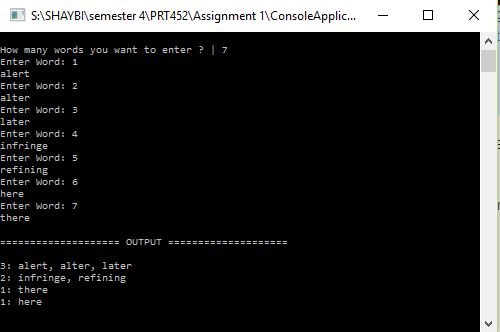 S:\SHAYBI\semester 4\PRT452\Assignment 1\ConsoleApplic...
How many words you want to enter ? | 7
Enter Word: 1
alert
Enter Word: 2
alter
Enter Word: 3
later
Enter Word: 4
infringe
Enter Word: 5
refining
Enter Word: 6
here
Enter Word: 7
there
==================== OUTPUT ====================
3: alert, alter, later
2: infringe, refining
1: there
1: here